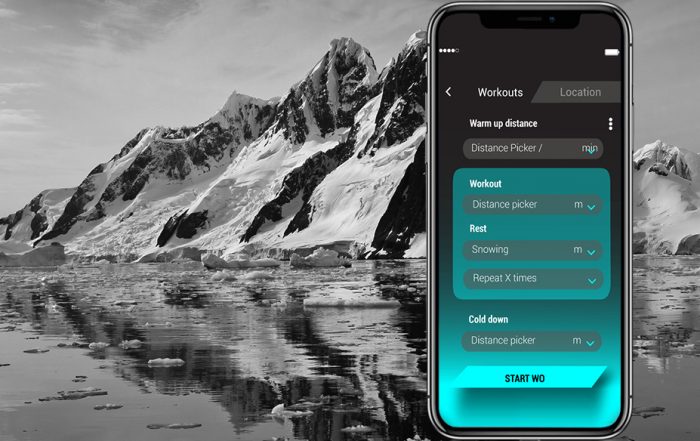 Workouts
Location
Warm up distance
Distance Picker / min
Workout
Distance picker m
Rest
Snowing m
Repeat X times
Cold down
Distance picker m
START WO